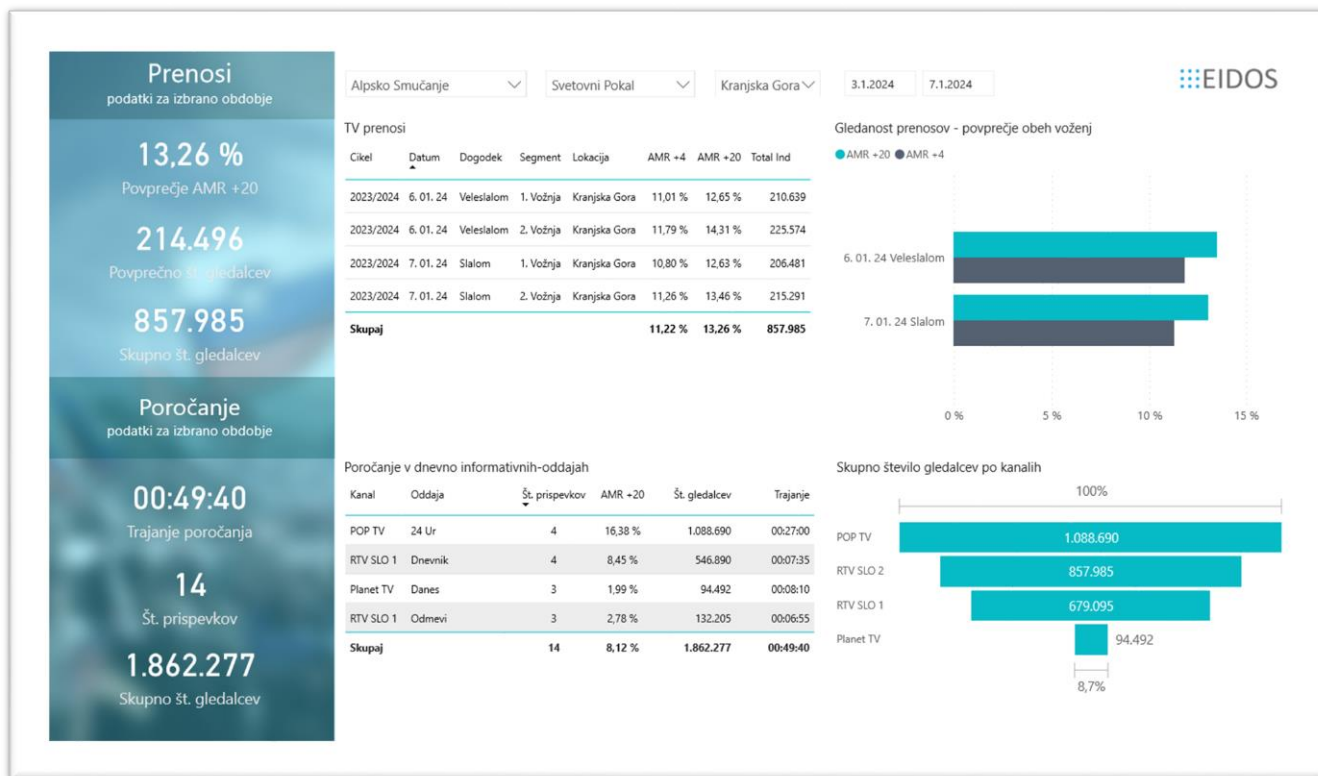 Prenosi
podatki za izbrano obdobje
13,26 %
Povprečje AMR +20
214.496
Povprečno št. gledalcev
857.985
Skupno št. gledalcev
Poročanje
podatki za izbrano obdobje
00:49:40
Trajanje poročanja
14
Št. prispevkov
1.862.277
Skupno št. gledalcev
Alpsko Smučanje Svetovni Pokal Kranjska Gora 3.1.2024 7.1.2024
EIDOS
TV prenosi
Cikel Datum Dogodek Segment Lokacija AMR +4 AMR +20 Total Ind
2023/2024 6. 01. 24 Veleslalom 1. Vožnja Kranjska Gora 11,01 % 12,65 % 210.639
2023/2024 6. 01. 24 Veleslalom 2. Vožnja Kranjska Gora 11,79 % 14,31 % 225.574
2023/2024 7. 01. 24 Slalom 1. Vožnja Kranjska Gora 10,80 % 12,63 % 206.481
2023/2024 7. 01. 24 Slalom 2. Vožnja Kranjska Gora 11,26 % 13,46 % 215.291
Skupaj 11,22 % 13,26 % 857.985
Gledanost prenosov - povprečje obeh voženj
AMR +20 AMR +4
6. 01. 24 Veleslalom
7. 01. 24 Slalom
0 % 5 % 10 % 15 %
Poročanje v dnevno informativnih-oddajah
Kanal Oddaja Št. prispevkov AMR +20 Št. gledalcev Trajanje
POP TV 24 Ur 4 16,38 % 1.088.690 00:27:00
RTV SLO 1 Dnevnik 4 8,45 % 546.890 00:07:35
Planet TV Danes 3 1,99 % 94.492 00:08:10
RTV SLO 1 Odmevi 3 2,78 % 132.205 00:06:55
Skupaj 14 8,12 % 1.862.277 00:49:40
Skupno število gledalcev po kanalih
100%
POP TV 1.088.690
RTV SLO 2 857.985
RTV SLO 1 679.095
Planet TV 94.492
8,7%